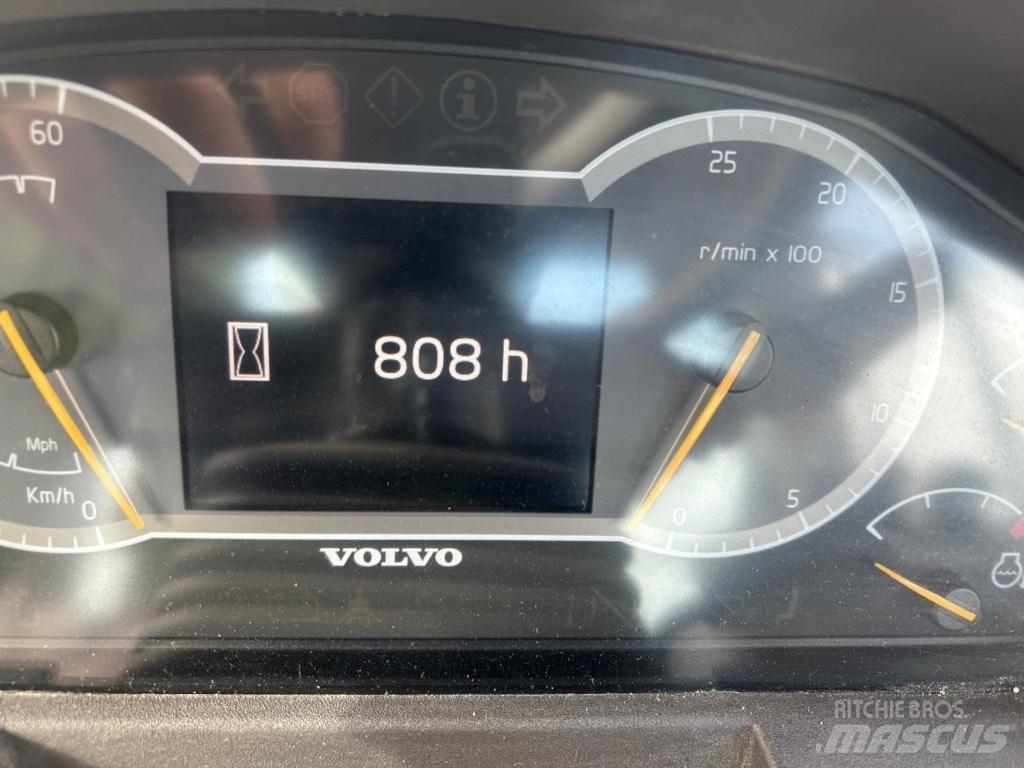 STOP
60
25
20
r/min x 100
15
808 h
10
Mph
Km/h
0
0
5
VOLVO
RITCHIE BROS.
MASCUS